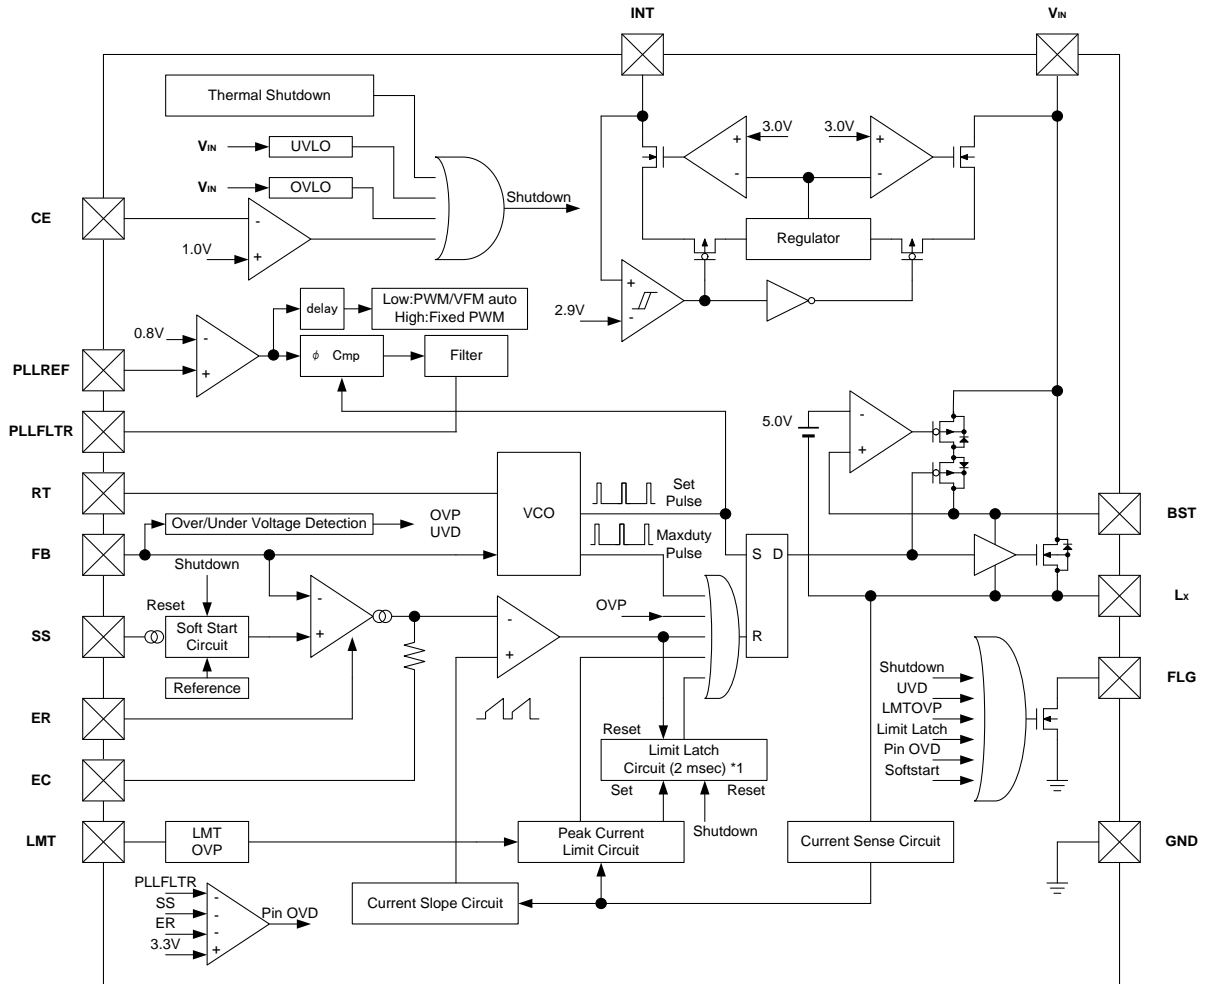 INT
VIN
Thermal Shutdown
VIN
UVLO
VIN
OVLO
Shutdown
CE
1.0V
3.0V
3.0V
+
-
+
-
Regulator
-
+
+
-
2.9V
delay
Low:PWM/VFM auto
High:Fixed PWM
0.8V
-
+
φ Cmp
Filter
PLLREF
PLLFLTR
5.0V
-
+
RT
VCO
Set
Pulse
Maxduty
Pulse
BST
Over/Under Voltage Detection
OVP
UVD
FB
S D
R
Shutdown
Reset
OVP
LX
SS
Soft Start
Circuit
-
+
-
+
Reference
Shutdown
UVD
LMTOVP
Limit Latch
Pin OVD
Softstart
FLG
ER
Reset
Limit Latch
Circuit (2 msec) *1
Set
Reset
Shutdown
EC
LMT
LMT
OVP
Peak Current
Limit Circuit
Current Sense Circuit
GND
PLLFLTR
SS
ER
3.3V
-
-
-
+
Pin OVD
Current Slope Circuit